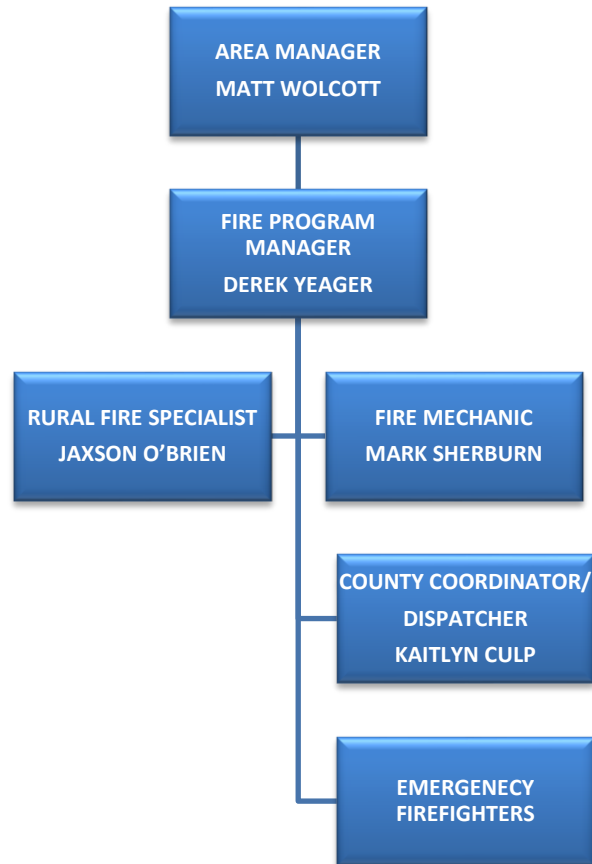 AREA MANAGER
MATT WOLCOTT
FIRE PROGRAM
MANAGER
DEREK YEAGER
RURAL FIRE SPECIALIST
JAXSON O’BRIEN
FIRE MECHANIC
MARK SHERBURN
COUNTY COORDINATOR/
DISPATCHER
KAITLYN CULP
EMERGENECY
FIREFIGHTERS